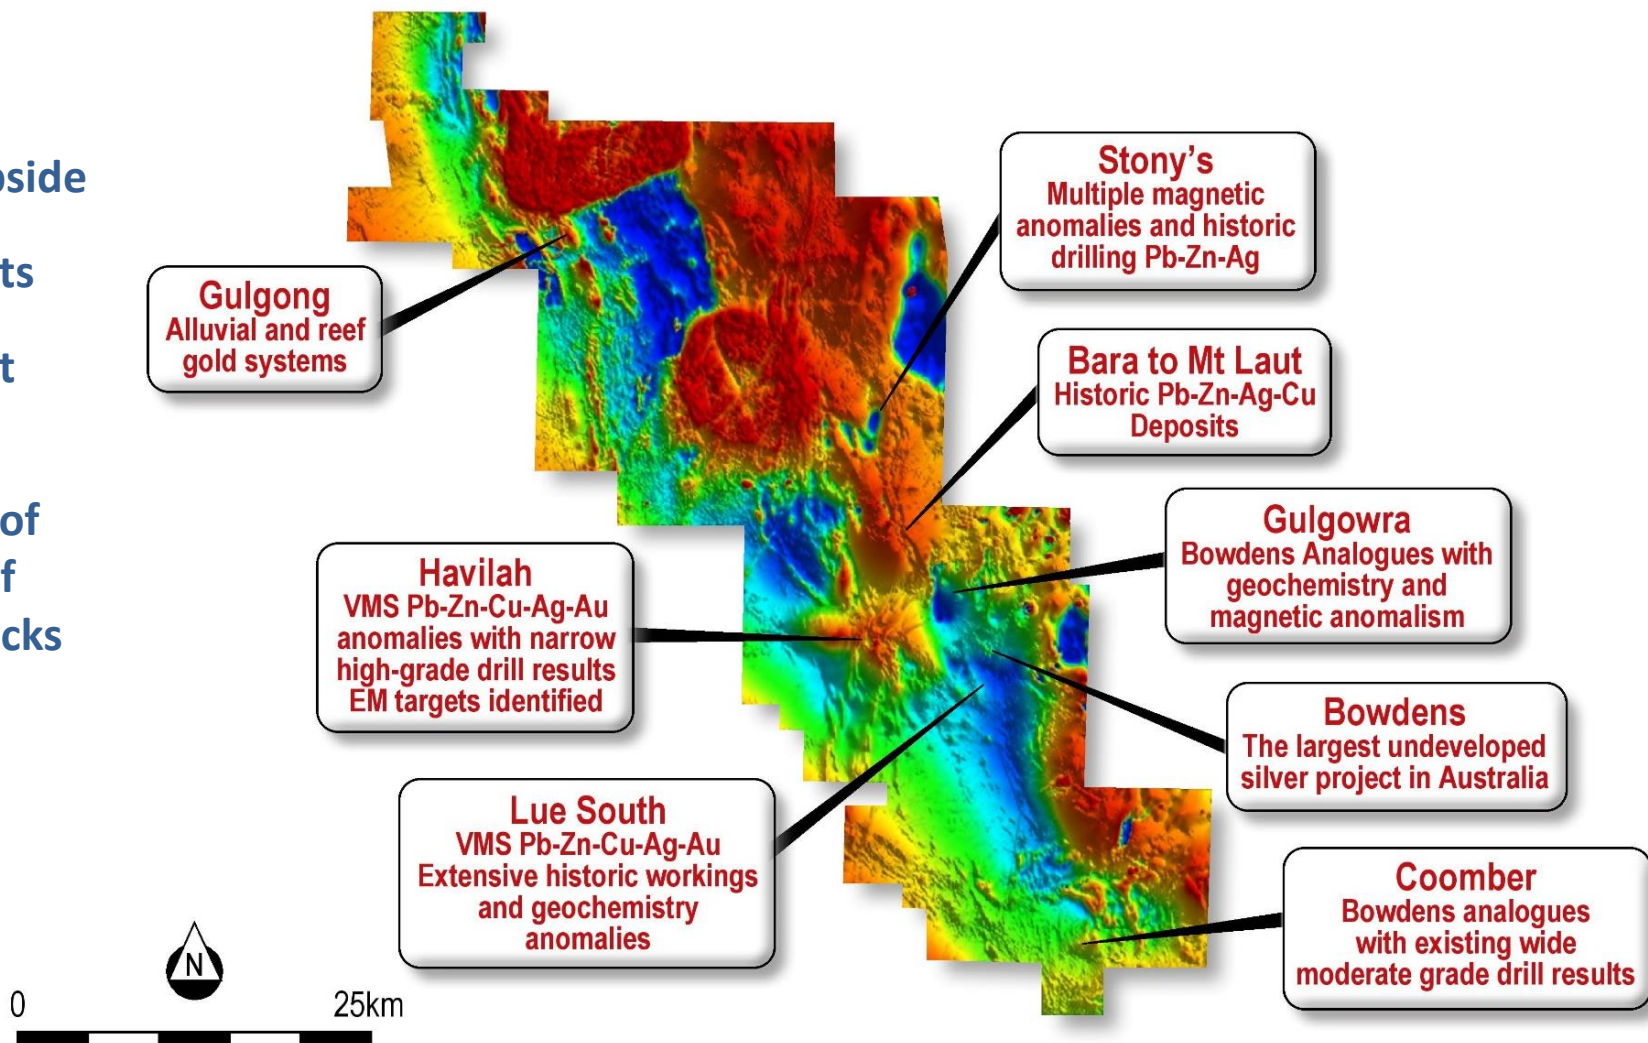 ts
t
of
f
Stony's
Multiple magnetic
anomalies and historic
drilling Pb-Zn-Ag
Gulgong
Alluvial and reef
gold systems
Bara to Mt Laut
Historic Pb-Zn-Ag-Cu
Deposits
Gulgowra
Bowdens Analogues with
geochemistry and
magnetic anomalism
Havilah
VMS Pb-Zn-Cu-Ag-Au
anomalies with narrow
high-grade drill results
EM targets identified
Bowdens
The largest undeveloped
silver project in Australia
Lue South
VMS Pb-Zn-Cu-Ag-Au
Extensive historic workings
and geochemistry
anomalies
Coomber
Bowdens analogues
with existing wide
moderate grade drill results
N
0 25km